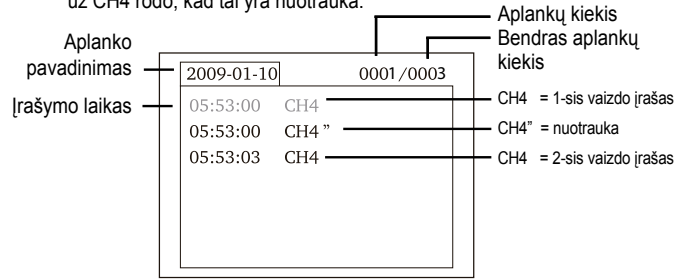 už CH4 rodo, kad tai yra nuotrauka.
Aplankų kiekis
Bendras aplankų
kiekis
Aplanko
pavadinimas
2009-01-10 0001/0003
Įrašymo laikas
05:53:00 CH4
CH4 = 1-sis vaizdo įrašas
05:53:00 CH4 ”
CH4” = nuotrauka
05:53:03 CH4
CH4 = 2-sis vaizdo įrašas